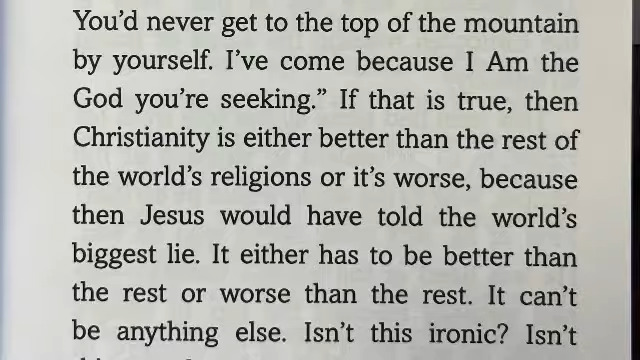 You’d never get to the top of the mountain
by yourself. I’ve come because I Am the
God you’re seeking.” If that is true, then
Christianity is either better than the rest of
the world’s religions or it’s worse, because
then Jesus would have told the world’s
biggest lie. It either has to be better than
the rest or worse than the rest. It can’t
be anything else. Isn’t this ironic? Isn’t